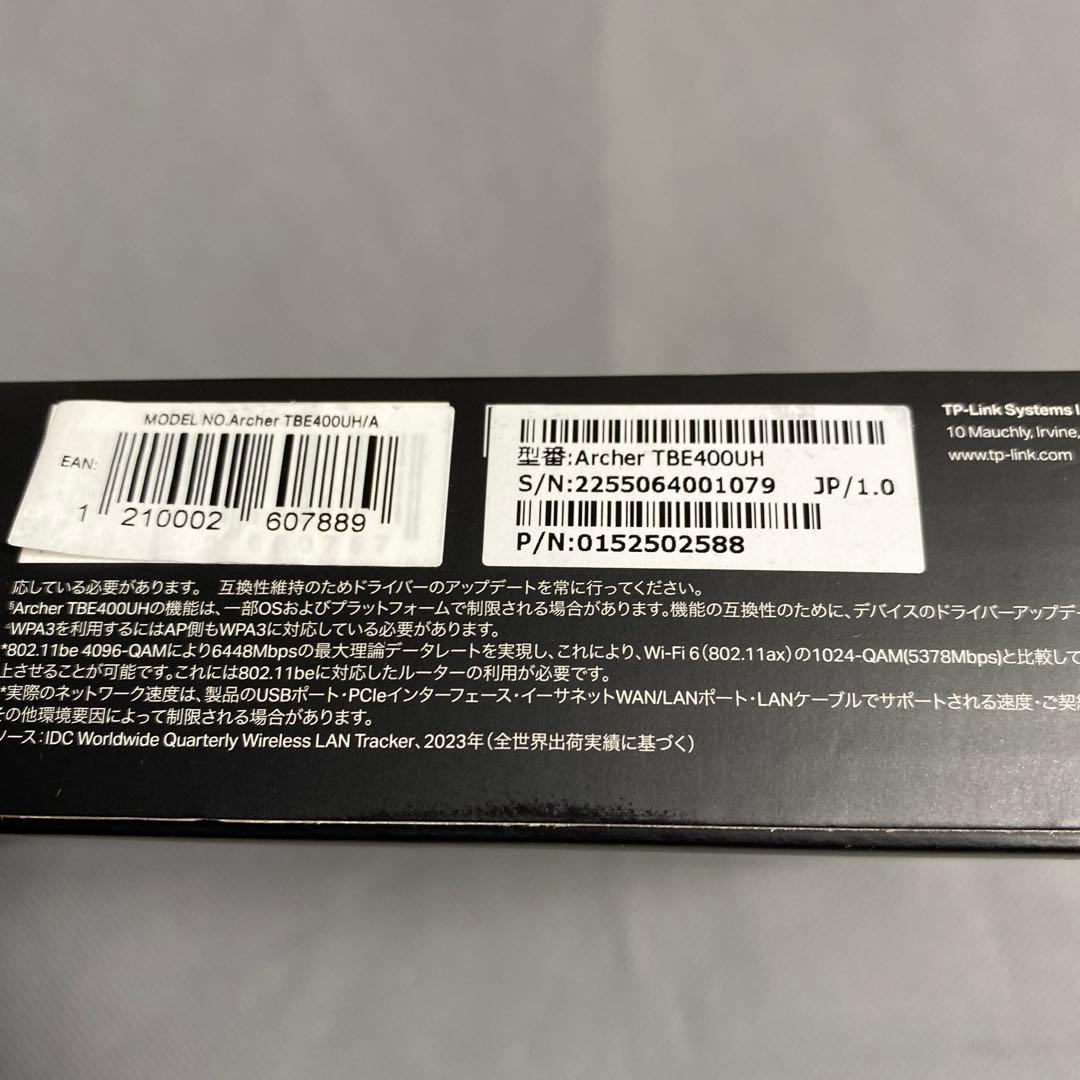 MODEL NO.Archer TBE400UH/A
EAN:
1 210002 607889
型番:Archer TBE400UH
S/N:2255064001079 JP/1.0
P/N:0152502588
TP-Link Systems I
10 Mauchly, Irvine,
www.tp-link.com
応している必要があります。 互換性維持のためドライバーのアップデートを常に行ってください。
§Archer TBE400UHの機能は、一部OSおよびプラットフォームで制限される場合があります。機能の互換性のために、デバイスのドライバーアップデー
WPA3を利用するにはAP側もWPA3に対応している必要があります。
*802.11be 4096-QAMにより6448Mbpsの最大理論データレートを実現し、これにより、Wi-Fi 6(802.11ax)の1024-QAM(5378Mbps)と比較して
上させることが可能です。これには802.11beに対応したルーターの利用が必要です。
*実際のネットワーク速度は、製品のUSBポート・PCIeインターフェース・イーサネットWAN/LANポート・LANケーブルでサポートされる速度・ご契約
その他環境要因によって制限される場合があります。
ソース:IDC Worldwide Quarterly Wireless LAN Tracker、2023年(全世界出荷実績に基づく)